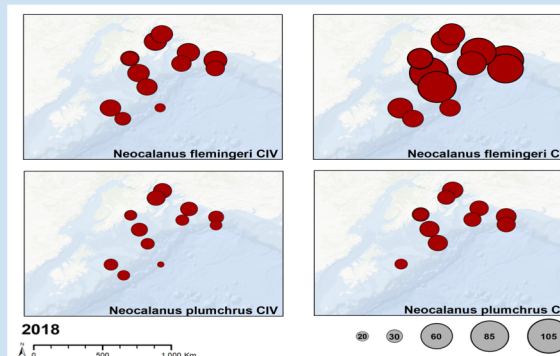 Neocalanus flemingeri CIV
Neocalanus flemingeri C
Neocalanus plumchrus CIV
Neocalanus plumchrus C
2018
20 30 60 85 105
N
0 500 1,000 Km